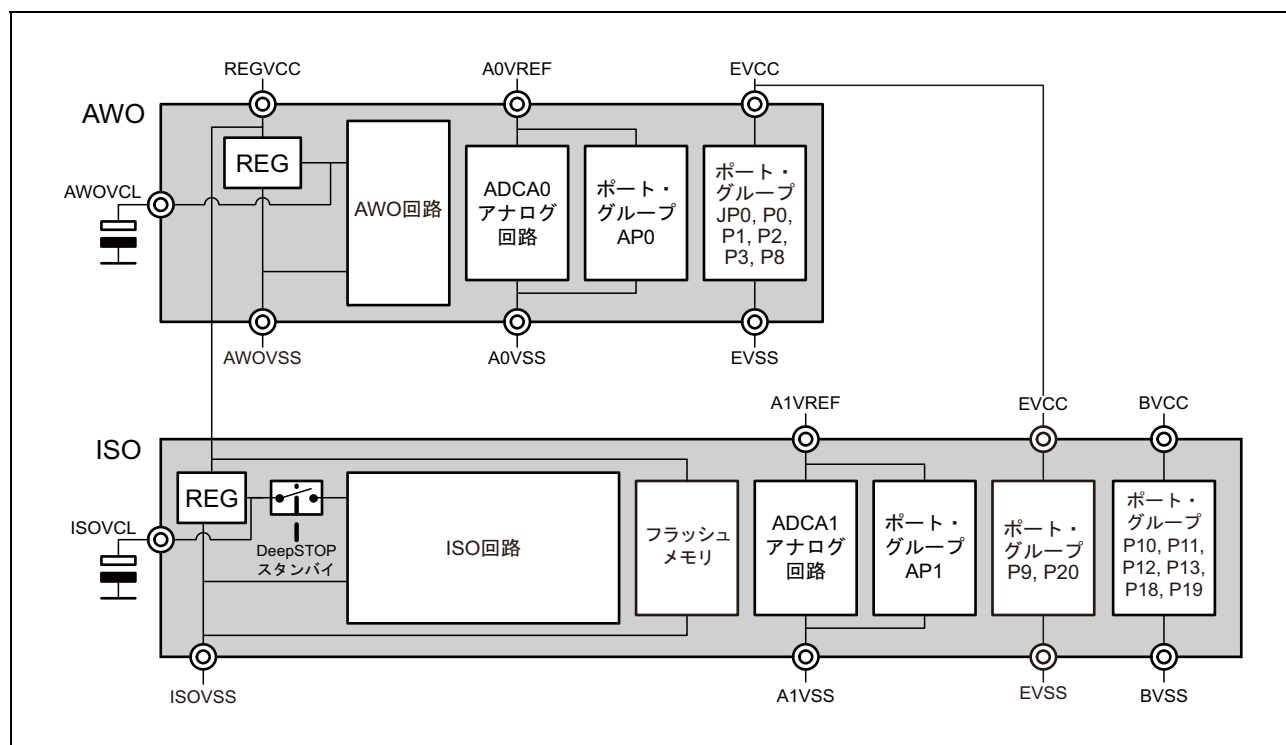 REGVCC
A0VREF
EVCC
AWO
REG
AWOVCL
AWO回路
ADCA0
アナログ
回路
ポート・
グループ
AP0
ポート・
グループ
JP0, P0,
P1, P2,
P3, P8
AWOVSS
A0VSS
EVSS
A1VREF
EVCC
BVCC
ISO
REG
ISOVCL
DeepSTOP
スタンバイ
ISO回路
フラッシュ
メモリ
ADCA1
アナログ
回路
ポート・
グループ
AP1
ポート・
グループ
P9, P20
ポート・
グループ
P10, P11,
P12, P13,
P18, P19
ISOVSS
A1VSS
EVSS
BVSS